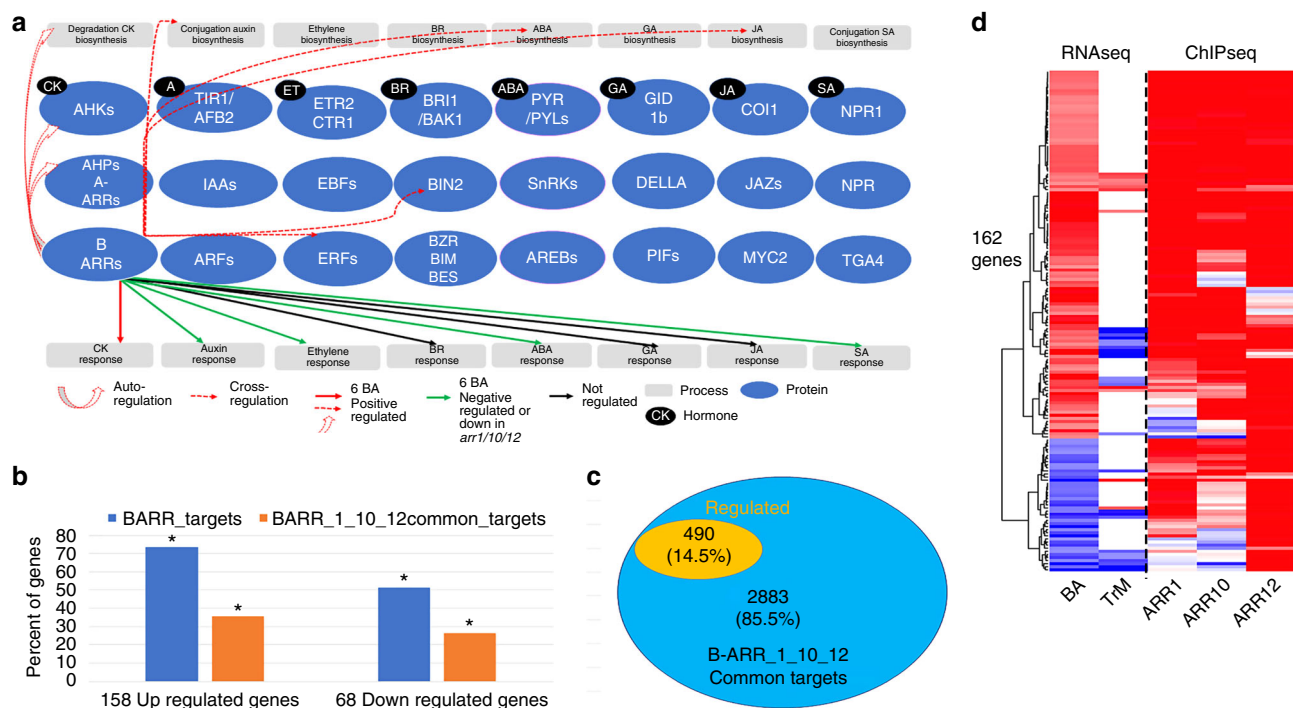 a
Degradation CK
biosynthesis
Conjugation auxin
biosynthesis
Ethylene
biosynthesis
BR
biosynthesis
ABA
biosynthesis
GA
biosynthesis
JA
biosynthesis
Conjugation SA
biosynthesis
CK
AHKs
A
TIR1/
AFB2
ET
ETR2
CTR1
BR
BRI1
/BAK1
ABA
PYR
/PYLs
GA
GID
1b
JA
COI1
SA
NPR1
AHPs
A-
ARRs
IAAs
EBFs
BIN2
SnRKs
DELLA
JAZs
NPR
B
ARRs
ARFs
ERFs
BZR
BIM
BES
AREBs
PIFs
MYC2
TGA4
CK
response
Auxin
response
Ethylene
response
BR
response
ABA
response
GA
response
JA
response
SA
response
Auto-
regulation
Cross-
regulation
6 BA
Positive
regulated
6 BA
Negative
regulated or
down in
arr1/10/12
Not
regulated
Process
Protein
CK
Hormone
b
BARR_targets
BARR_1_10_12common_targets
Percent of genes
80
70
60
50
40
30
20
10
0
*
*
*
*
158 Up regulated genes
68 Down regulated genes
c
Regulated
490
(14.5%)
2883
(85.5%)
B-ARR_1_10_12
Common targets
d
RNAseq
ChIPseq
162
genes
BA
TrM
ARR1
ARR10
ARR12